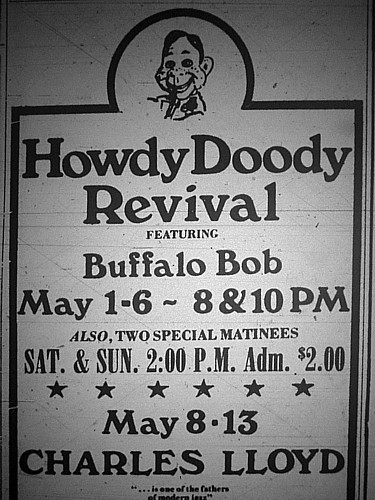 Howdy Doody
Revival
FEATURING
Buffalo Bob
May 1-6 ~ 8 & 10 PM
ALSO, TWO SPECIAL MATINEES
SAT. & SUN. 2:00 P.M. Adm. $2.00
May 8-13
CHARLES LLOYD
"...is one of the fathers
of modern jazz"